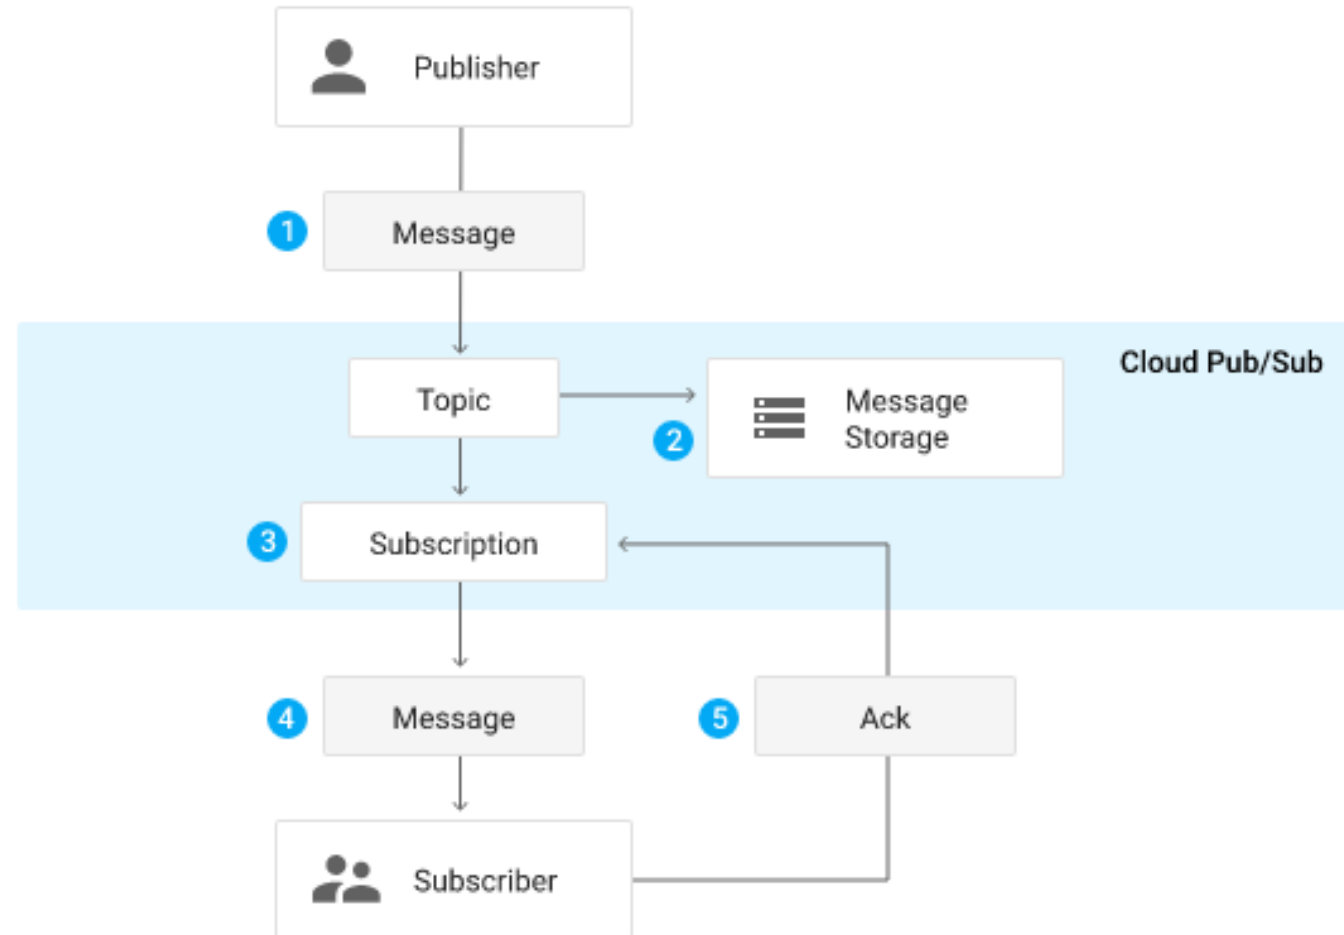 Publisher
1
Message
Cloud Pub/Sub
Topic
Message
Storage
2
3
Subscription
4
Message
5
Ack
Subscriber